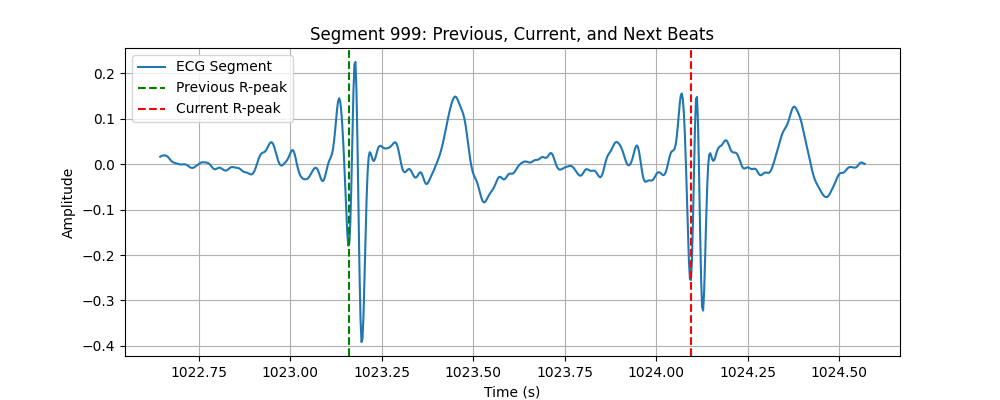 Segment 999: Previous, Current, and Next Beats
ECG Segment
Previous R-peak
Current R-peak
Amplitude
0.2
0.1
0.0
−0.1
−0.2
−0.3
−0.4
1022.75 1023.00 1023.25 1023.50 1023.75 1024.00 1024.25 1024.50
Time (s)